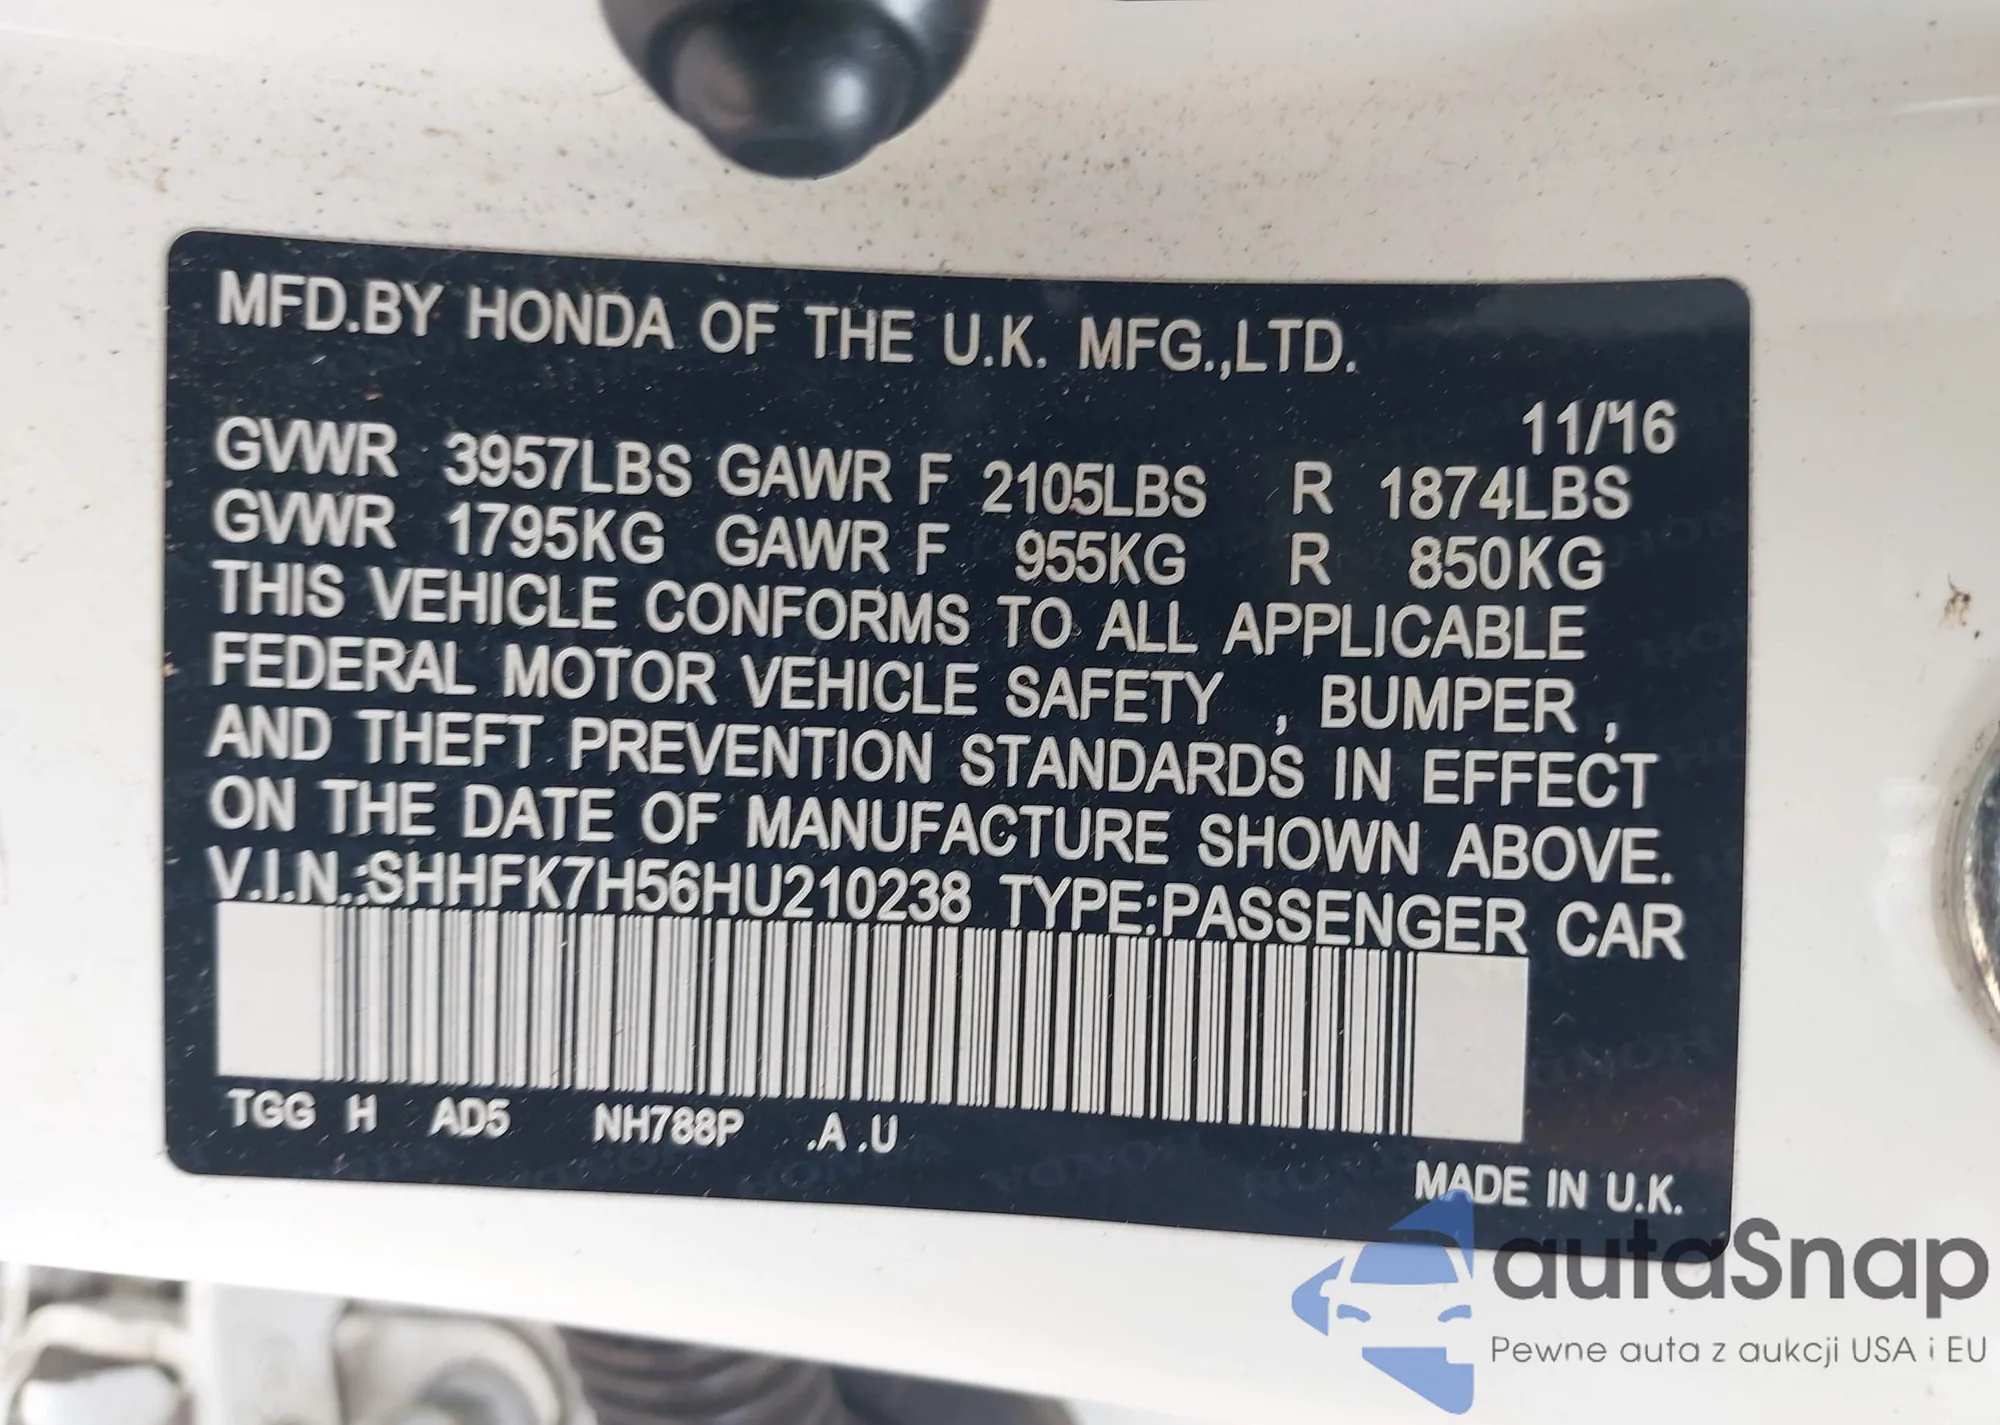 MFD.BY HONDA OF THE U.K. MFG.,LTD.
11/16
GVWR 3957LBS GAWR F 2105LBS R 1874LBS
GVWR 1795KG GAWR F 955KG R 850KG
THIS VEHICLE CONFORMS TO ALL APPLICABLE
FEDERAL MOTOR VEHICLE SAFETY , BUMPER ,
AND THEFT PREVENTION STANDARDS IN EFFECT
ON THE DATE OF MANUFACTURE SHOWN ABOVE.
V.I.N.:SHHFK7H56HU210238 TYPE:PASSENGER CAR
TGG H AD5 NH788P .A .U
MADE IN U.K.
autaSnap
Pewne auta z aukcji USA i EU